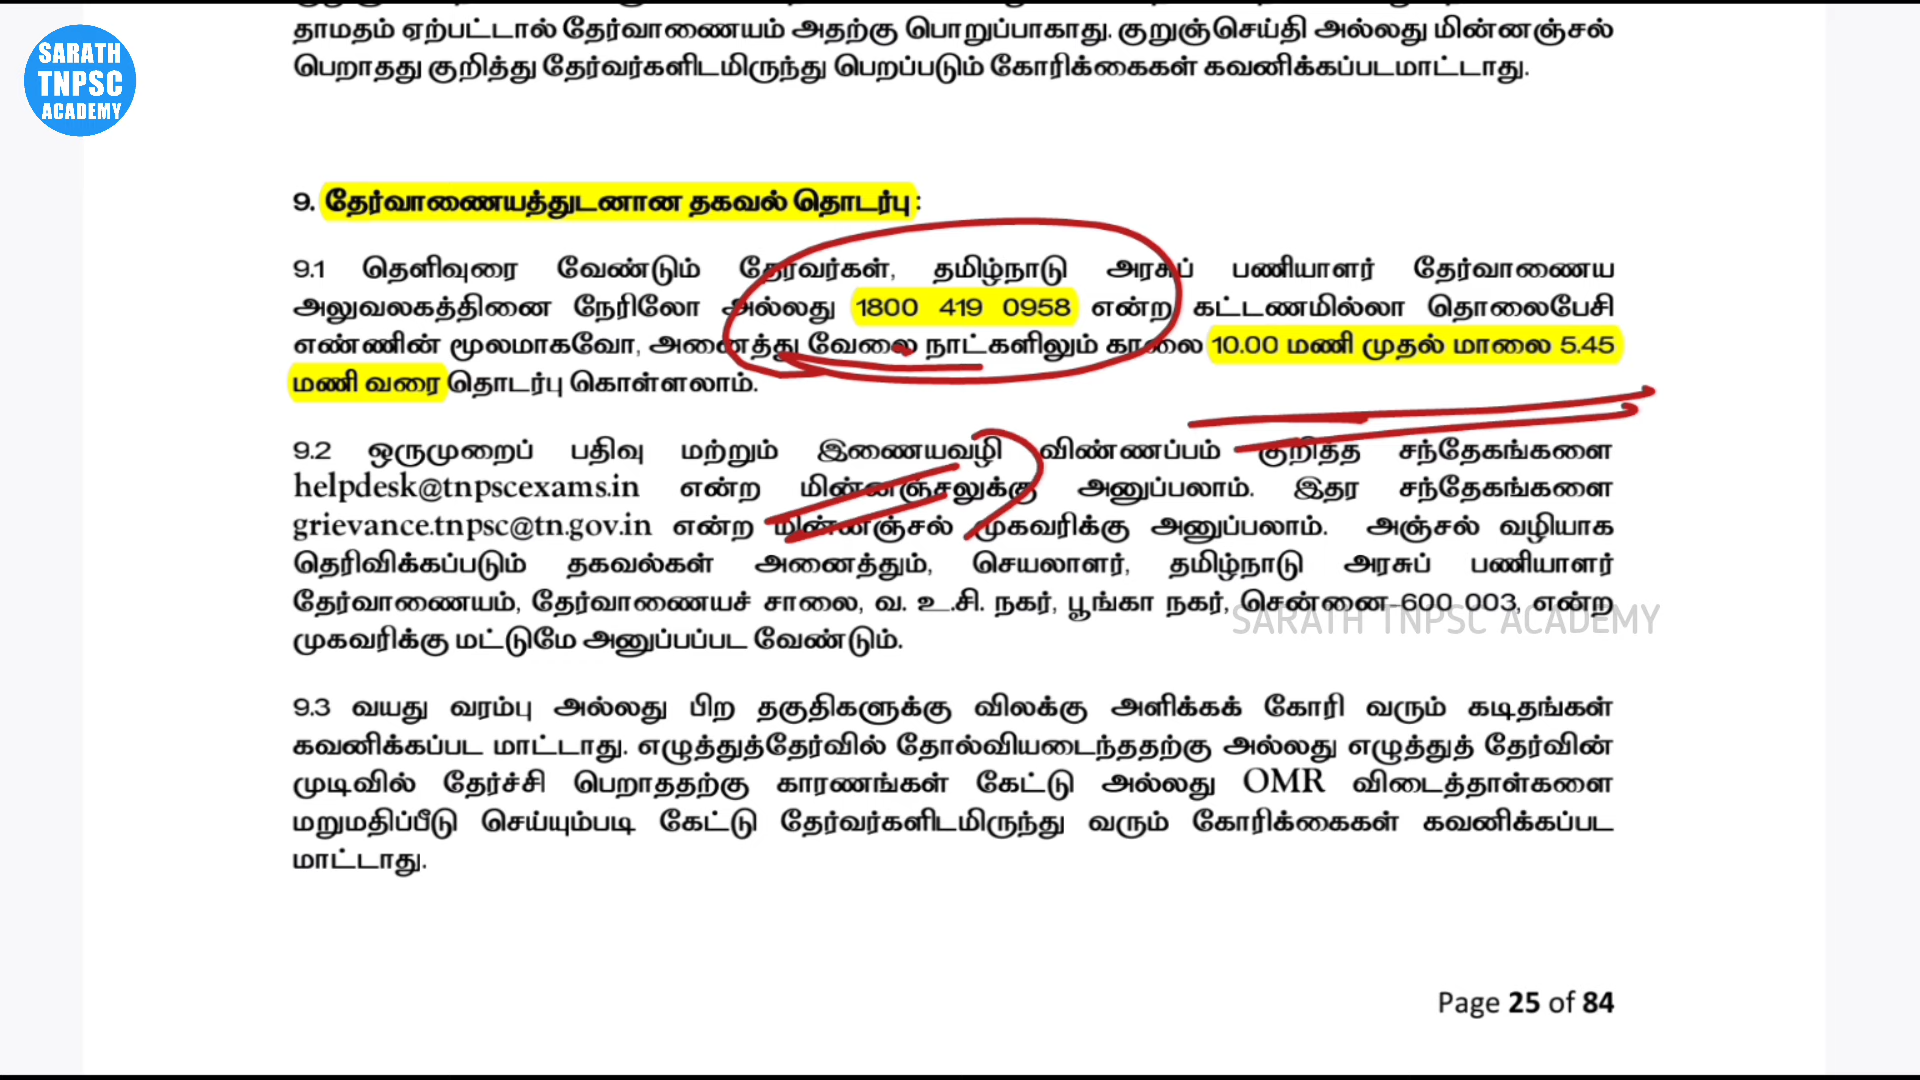 SARATH
TNPSC
ACADEMY
தாமதம் ஏற்பட்டால் தேர்வாணையம் அதற்கு பொறுப்பாகாது. குறுஞ்செய்தி அல்லது மின்னஞ்சல்
பெறாதது குறித்து தேர்வர்களிடமிருந்து பெறப்படும் கோரிக்கைகள் கவனிக்கப்படமாட்டாது.
9. தேர்வாணையத்துடனான தகவல் தொடர்பு :
9.1 தெளிவுரை வேண்டும் தேர்வர்கள், தமிழ்நாடு அரசுப் பணியாளர் தேர்வாணைய
அலுவலகத்தினை நேரிலோ அல்லது 1800 419 0958 என்ற கட்டணமில்லா தொலைபேசி
எண்ணின் மூலமாகவோ, அனைத்து வேலை நாட்களிலும் காலை 10.00 மணி முதல் மாலை 5.45
மணி வரை தொடர்பு கொள்ளலாம்.
9.2 ஒருமுறைப் பதிவு மற்றும் இணையவழி விண்ணப்பம் குறித்த சந்தேகங்களை
helpdesk@tnpscexams.in என்ற மின்னஞ்சலுக்கு அனுப்பலாம். இதர சந்தேகங்களை
grievance.tnpsc@tn.gov.in என்ற மின்னஞ்சல் முகவரிக்கு அனுப்பலாம். அஞ்சல் வழியாக
தெரிவிக்கப்படும் தகவல்கள் அனைத்தும், செயலாளர், தமிழ்நாடு அரசுப் பணியாளர்
தேர்வாணையம், தேர்வாணையச் சாலை, வ. உ.சி. நகர், பூங்கா நகர், சென்னை-600 003, என்ற
SARATH TNPSC ACADEMY
முகவரிக்கு மட்டுமே அனுப்பப்பட வேண்டும்.
9.3 வயது வரம்பு அல்லது பிற தகுதிகளுக்கு விலக்கு அளிக்கக் கோரி வரும் கடிதங்கள்
கவனிக்கப்பட மாட்டாது. எழுத்துத்தேர்வில் தோல்வியடைந்ததற்கு அல்லது எழுத்துத் தேர்வின்
முடிவில் தேர்ச்சி பெறாததற்கு காரணங்கள் கேட்டு அல்லது OMR விடைத்தாள்களை
மறுமதிப்பீடு செய்யும்படி கேட்டு தேர்வர்களிடமிருந்து வரும் கோரிக்கைகள் கவனிக்கப்பட
மாட்டாது.
Page 25 of 84